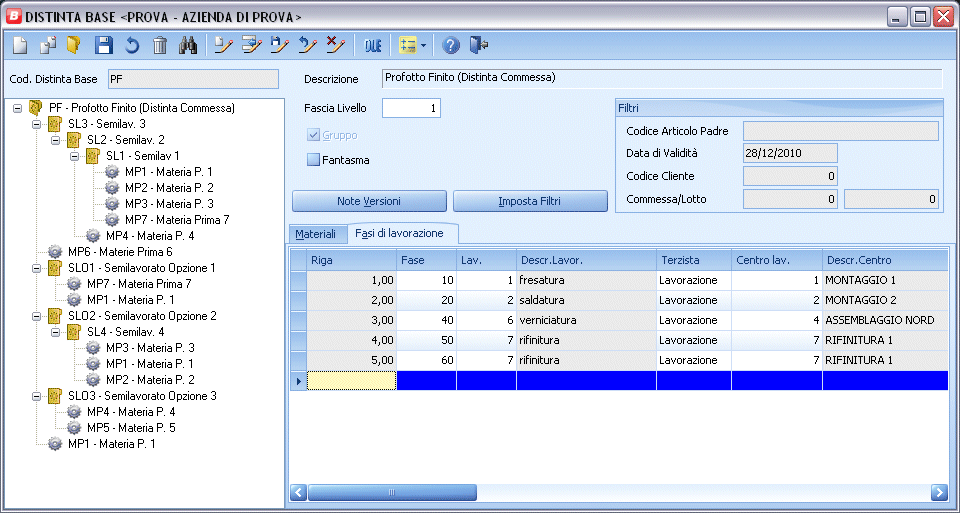 DISTINTA BASE <PROVA - AZIENDA DI PROVA>
OLE
Cod. Distinta Base PF
Descrizione Profotto Finito (Distinta Commessa)
PF - Profotto Finito (Distinta Commessa)
SL3 - Semilav. 3
SL2 - Semilav. 2
SL1 - Semilav 1
MP1 - Materia P. 1
MP2 - Materia P. 2
MP3 - Materia P. 3
MP7 - Materia Prima 7
MP4 - Materia P. 4
MP6 - Materie Prima 6
SLO1 - Semilavorato Opzione 1
MP7 - Materia Prima 7
MP1 - Materia P. 1
SLO2 - Semilavorato Opzione 2
SL4 - Semilav. 4
MP3 - Materia P. 3
MP1 - Materia P. 1
MP2 - Materia P. 2
SLO3 - Semilavorato Opzione 3
MP4 - Materia P. 4
MP5 - Materia P. 5
MP1 - Materia P. 1
Fascia Livello 1
Gruppo
Fantasma
Filtri
Codice Articolo Padre
Data di Validità 28/12/2010
Codice Cliente 0
Commessa/Lotto 0 0
Note Versioni Imposta Filtri
Materiali Fasi di lavorazione
Riga Fase Lav. Descr.Lavor. Terzista Centro lav. Descr.Centro
1,00 10 1 fresatura Lavorazione 1 MONTAGGIO 1
2,00 20 2 saldatura Lavorazione 2 MONTAGGIO 2
3,00 40 6 verniciatura Lavorazione 4 ASSEMBLAGGIO NORD
4,00 50 7 rifinitura Lavorazione 7 RIFINITURA 1
5,00 60 7 rifinitura Lavorazione 7 RIFINITURA 1